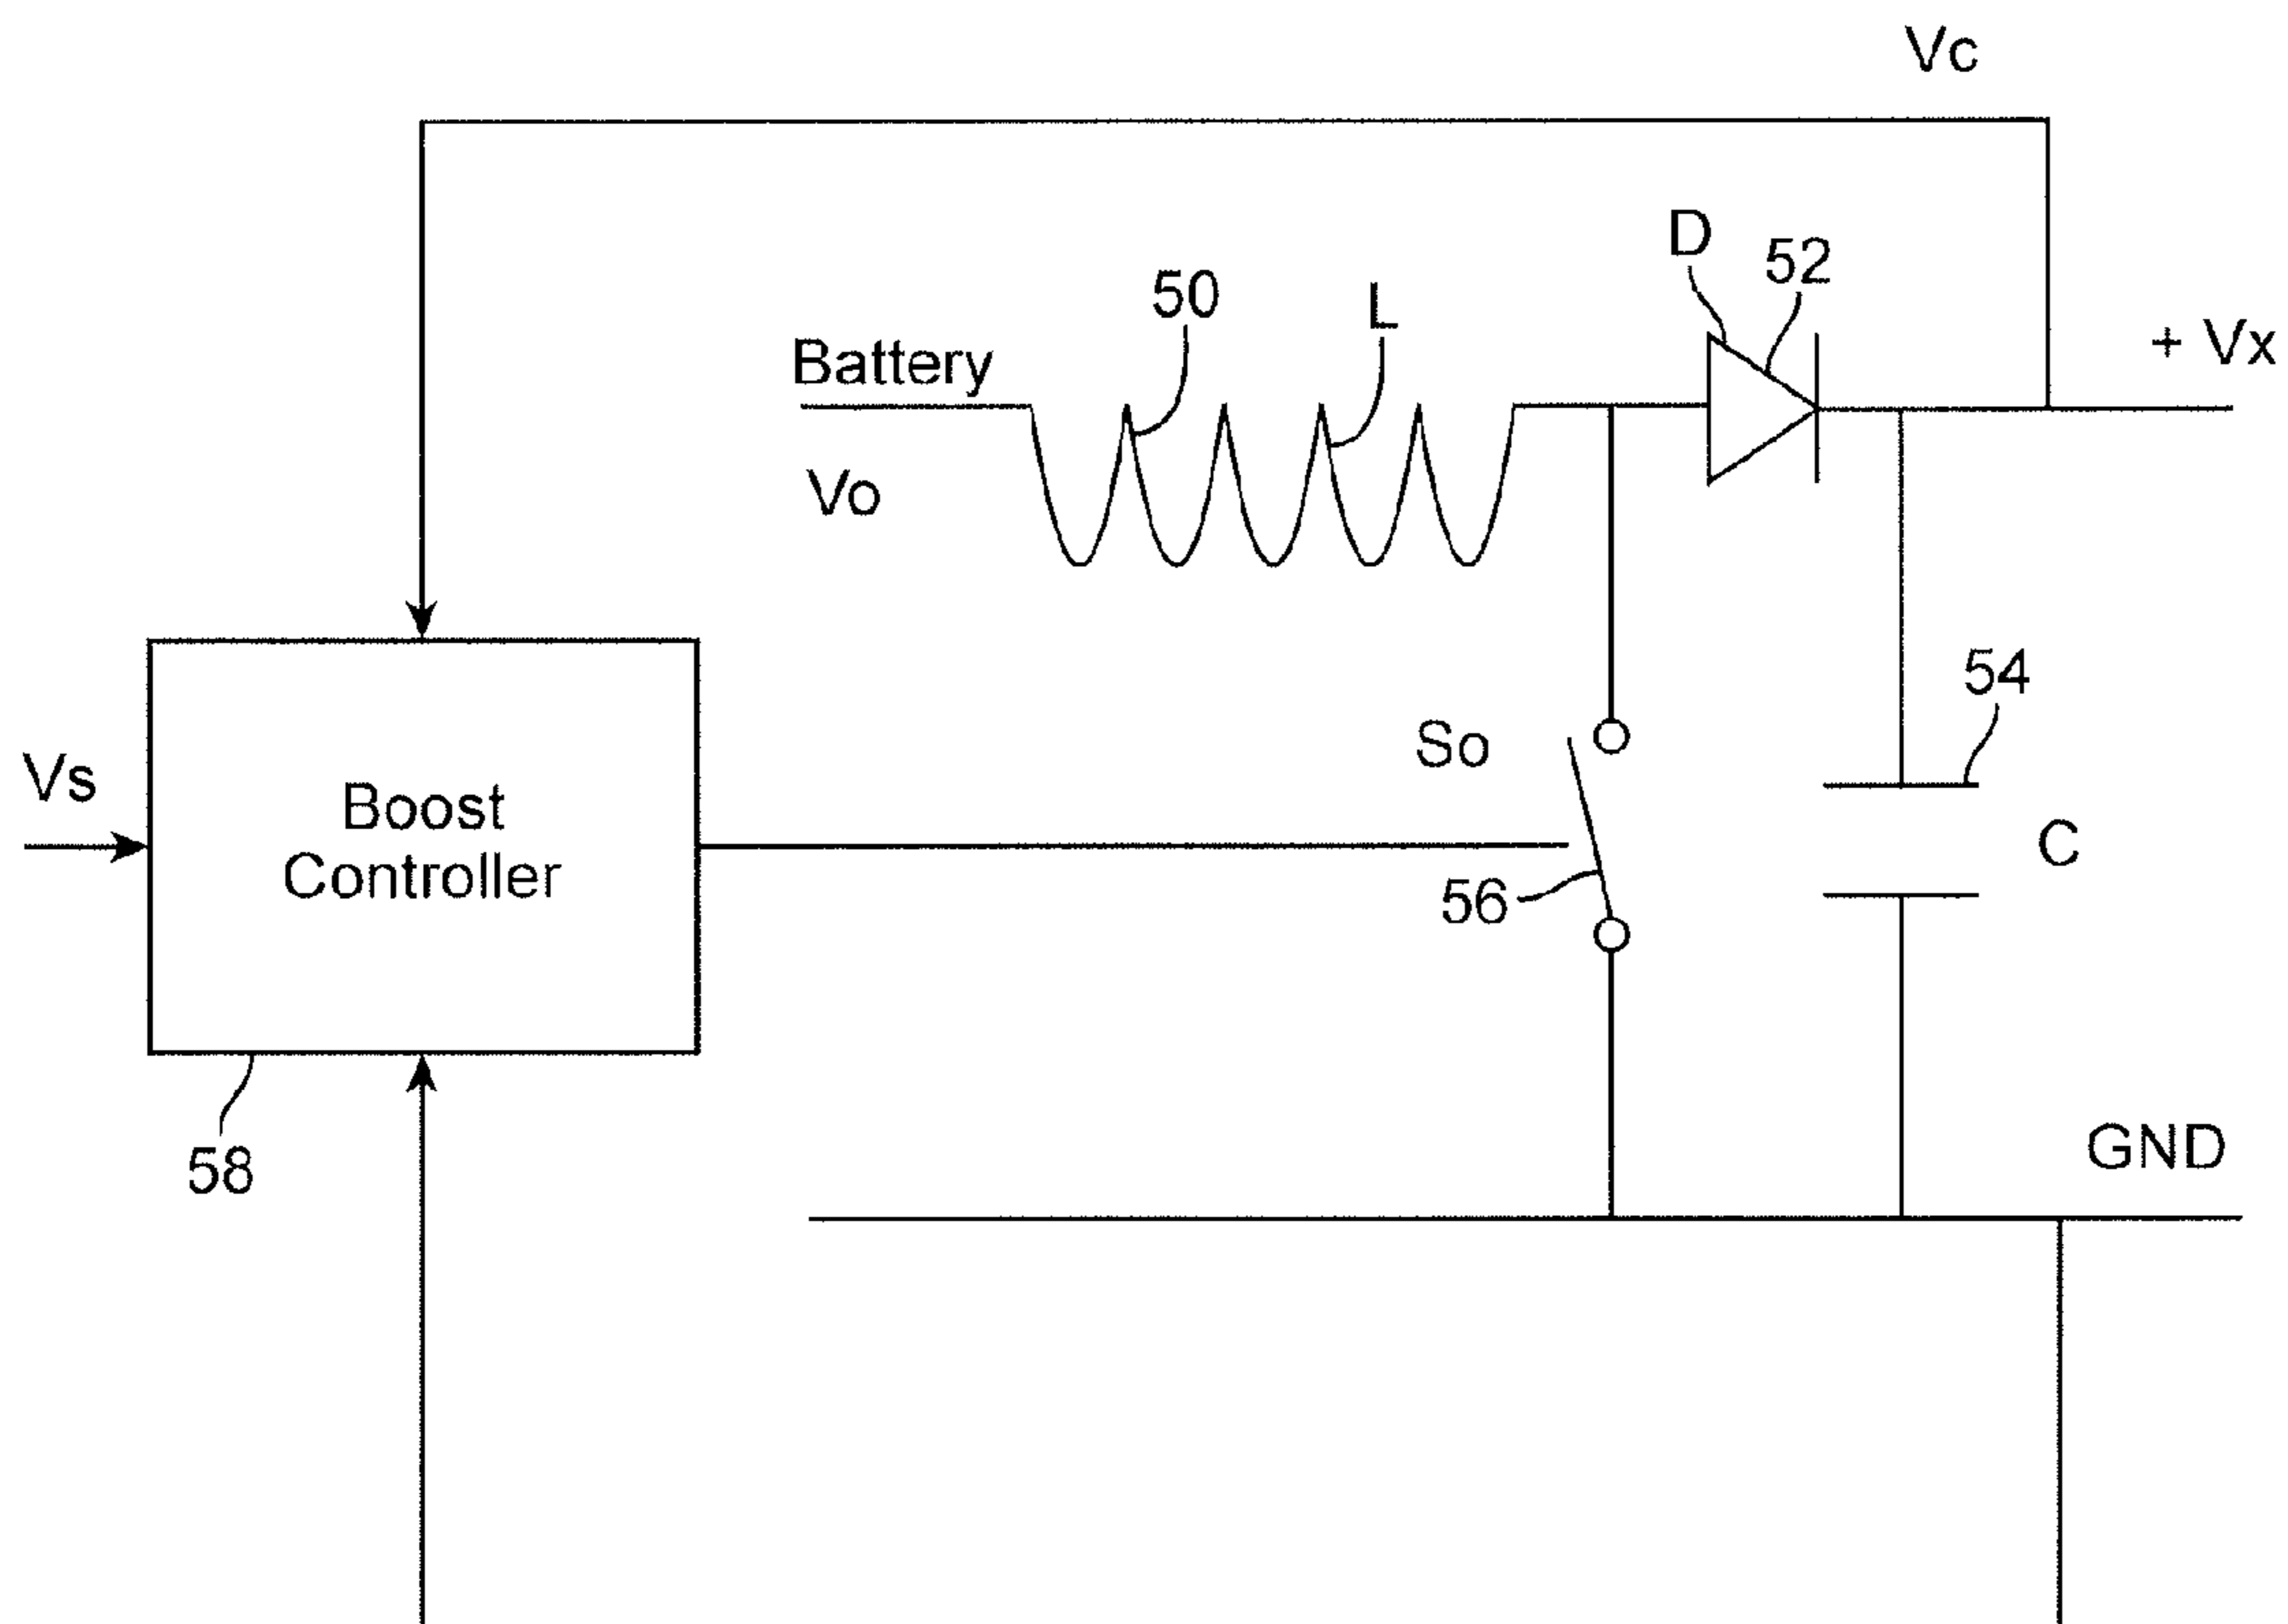 Vc
D
52
50
L
+ Vx
Battery
Vo
54
So
Vs
Boost
Controller
C
56
GND
58